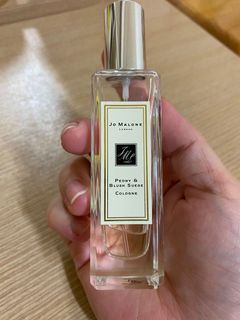 JO MALONE
LONDON
PEONY &
BLUSH SUEDE
COLOGNE